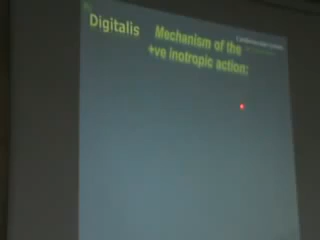 Digitalis
Mechanism of the
+ve inotropic action: